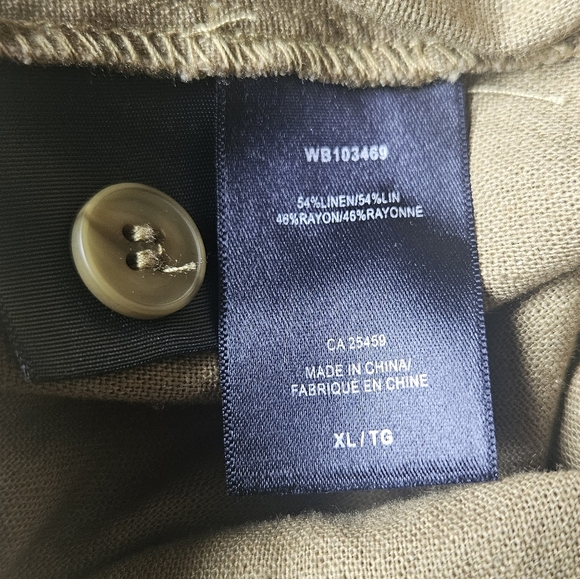 WB103469
54%LINEN/54%LIN
46%RAYON/46%RAYONNE
CA 25459
MADE IN CHINA/
FABRIQUE EN CHINE
XL / TG